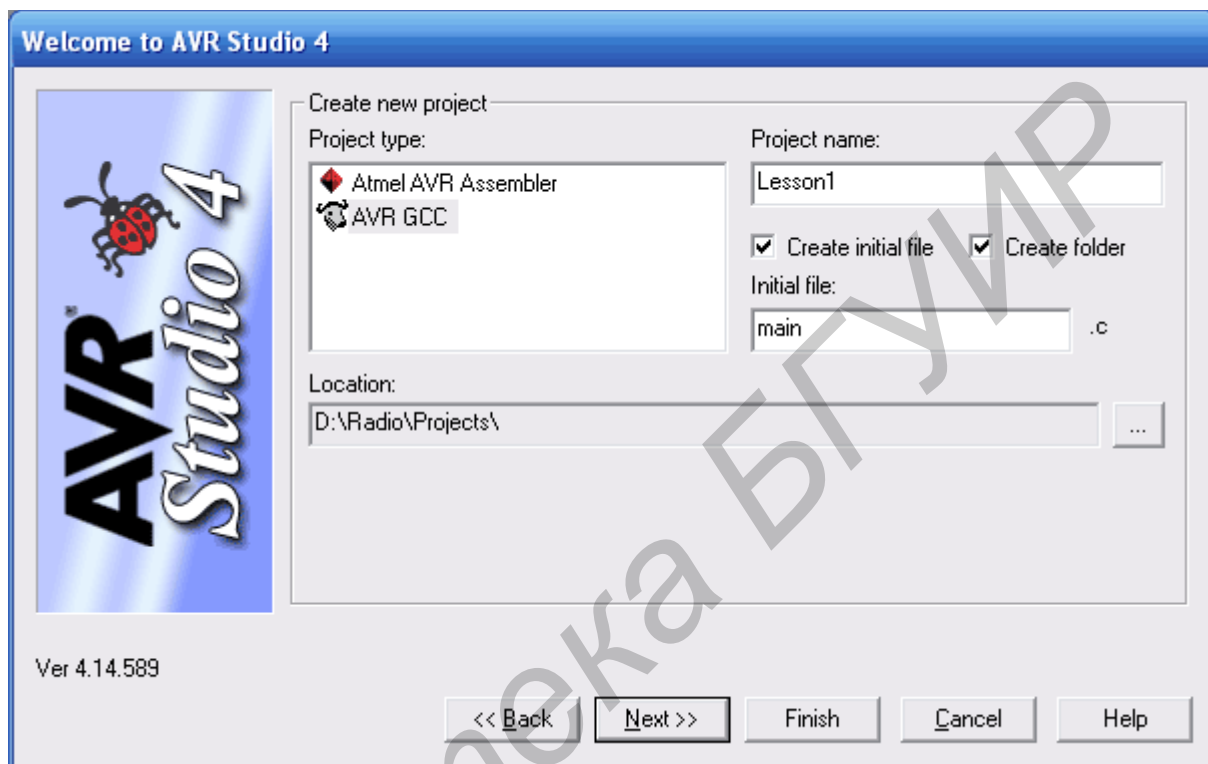 Welcome to AVR Studio 4
AVR Studio 4
Create new project
Project type:
Atmel AVR Assembler
AVR GCC
Project name:
Lesson1
Create initial file
Create folder
Initial file:
main
.c
Location:
D:\Radio\Projects\
...
Ver 4.14.589
<< Back
Next >>
Finish
Cancel
Help
ека БГУИР